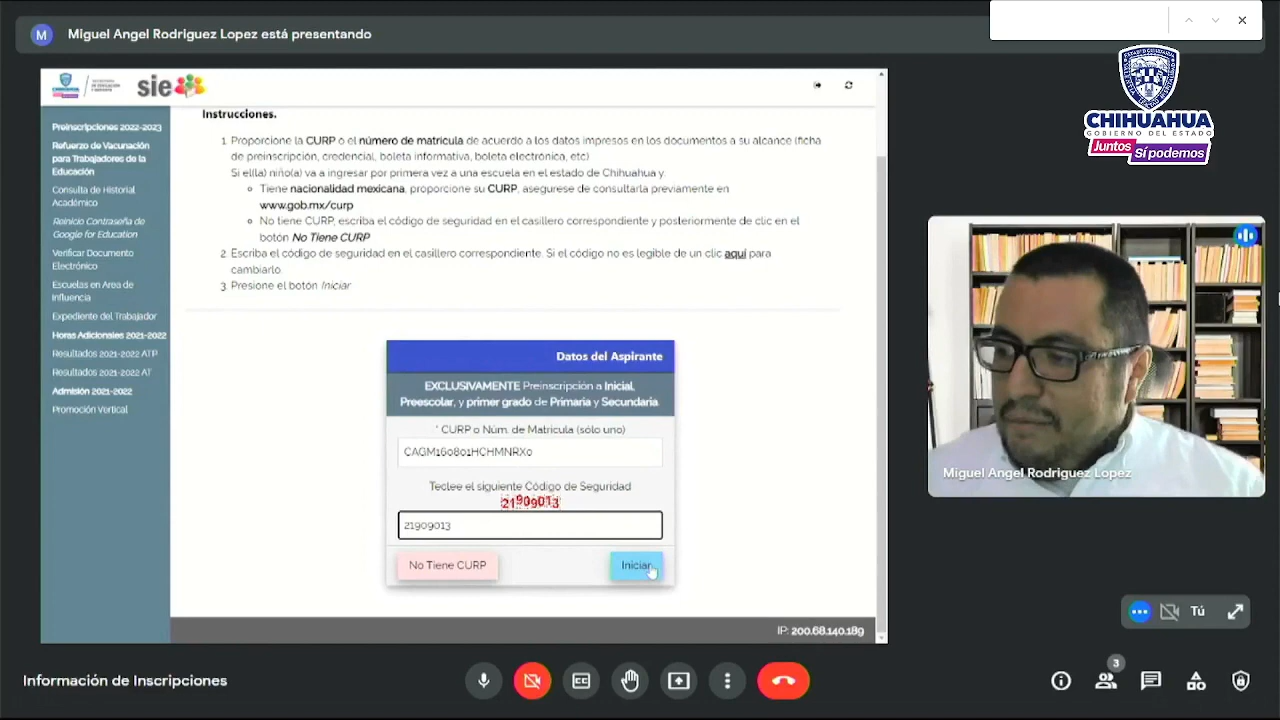 M Miguel Angel Rodriguez Lopez está presentando
CHIHUAHUA
GOBIERNO DEL ESTADO
Juntos
Sí podemos
CHIHUAHUA
sie
Preinscripciones 2022-2023
Refuerzo de Vacunación
para Trabajadores de la
Educación
Consulta de Historial
Académico
Reinicio Contraseña de
Google for Education
Verificar Documento
Electrónico
Escuelas en Area de
Influencia
Expediente del Trabajador
Horas Adicionales 2021-2022
Resultados 2021-2022 ATP
Resultados 2021-2022 AT
Admisión 2021-2022
Promoción Vertical
Instrucciones.
1. Proporcione la CURP o el número de matrícula de acuerdo a los datos impresos en los documentos a su alcance (ficha
de preinscripción, credencial, boleta informativa, boleta electrónica, etc)
Si el(la) niño(a) va a ingresar por primera vez a una escuela en el estado de Chihuahua y.
Tiene nacionalidad mexicana, proporcione su CURP, asegurese de consultarla previamente en
www.gob.mx/curp
No tiene CURP, escriba el código de seguridad en el casillero correspondiente y posteriormente de clic en el
botón No Tiene CURP
2. Escriba el código de seguridad en el casillero correspondiente. Si el código no es legible de un clic aquí para
cambiarlo.
3. Presione el botón Iniciar
Datos del Aspirante
EXCLUSIVAMENTE Preinscripción a Inicial,
Preescolar, y primer grado de Primaria y Secundaria.
* CURP o Núm. de Matricula (sólo uno)
CAGM160801HCHMNRX0
Teclee el siguiente Código de Seguridad
21909013
21909013
No Tiene CURP
Iniciar
IP: 200.68.140.189
Miguel Angel Rodriguez Lopez
Tú
Información de Inscripciones
CC
3